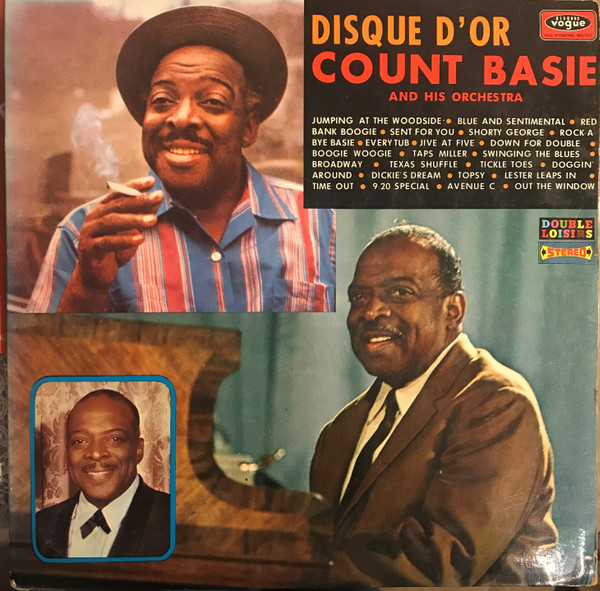 DISQUES
vogue
DISQUE D'OR
COUNT BASIE
AND HIS ORCHESTRA
JUMPING AT THE WOODSIDE • BLUE AND SENTIMENTAL • RED
BANK BOOGIE • SENT FOR YOU • SHORTY GEORGE • ROCK-A
BYE BASIE • EVERY TUB • JIVE AT FIVE • DOWN FOR DOUBLE •
BOOGIE WOOGIE • TAPS MILLER • SWINGING THE BLUES •
BROADWAY • TEXAS SHUFFLE • TICKLE TOES • DOGGIN'
AROUND • DICKIE'S DREAM • TOPSY • LESTER LEAPS IN •
TIME OUT • 9.20 SPECIAL • AVENUE C • OUT THE WINDOW
DOUBLE
LOISIRS
STEREO